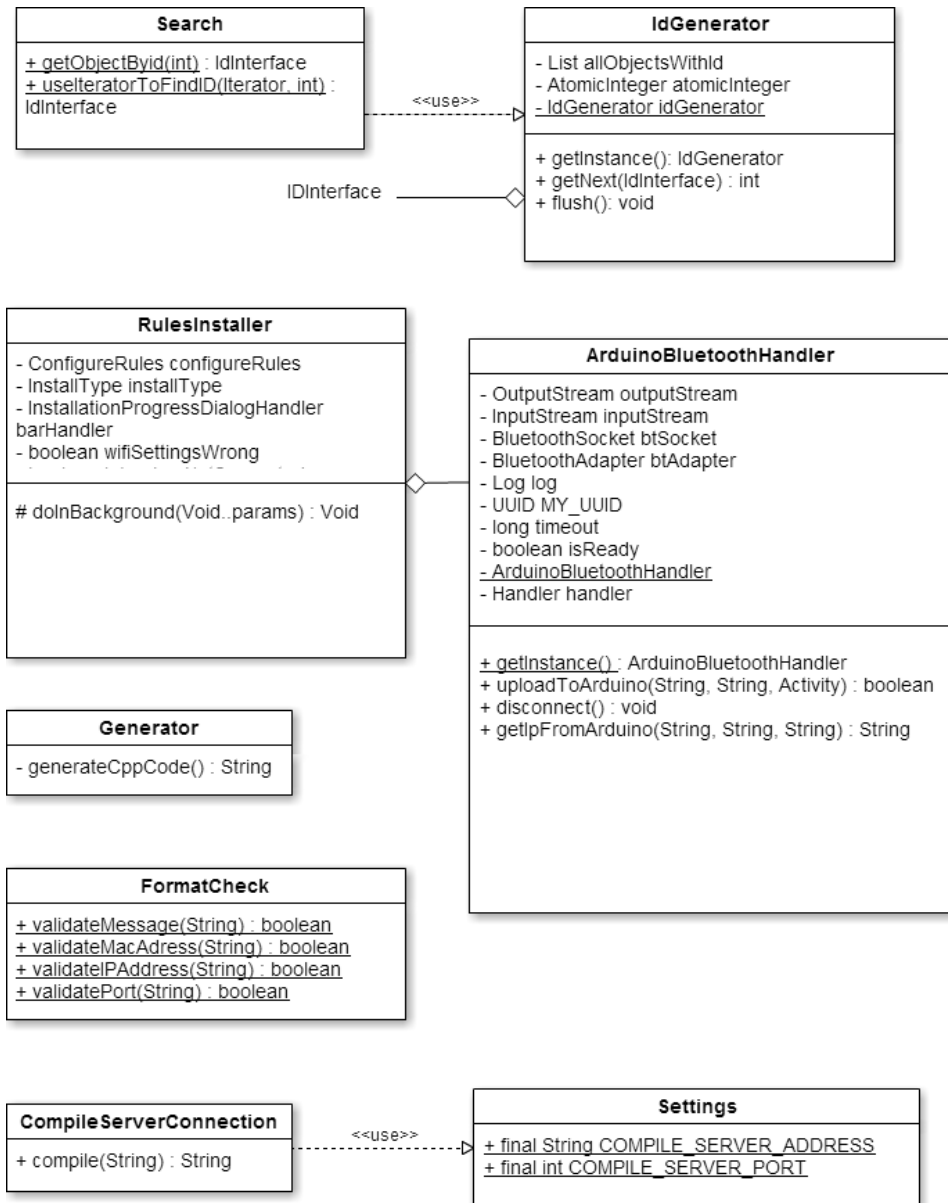 Search
+ getObjectByid(int) : IdInterface
+ useIteratorToFindID(Iterator, int) :
IdInterface
<<use>>
IdGenerator
- List allObjectsWithId
- AtomicInteger atomicInteger
- IdGenerator idGenerator
+ getInstance(): IdGenerator
+ getNext(IdInterface) : int
+ flush(): void
IDInterface
RulesInstaller
- ConfigureRules configureRules
- InstallType installType
- InstallationProgressDialogHandler
barHandler
- boolean wifiSettingsWrong
# doInBackground(Void..params) : Void
ArduinoBluetoothHandler
- OutputStream outputStream
- InputStream inputStream
- BluetoothSocket btSocket
- BluetoothAdapter btAdapter
- Log log
- UUID MY_UUID
- long timeout
- boolean isReady
- ArduinoBluetoothHandler
- Handler handler
+ getInstance() : ArduinoBluetoothHandler
+ uploadToArduino(String, String, Activity) : boolean
+ disconnect() : void
+ getIpFromArduino(String, String, String) : String
Generator
- generateCppCode() : String
FormatCheck
+ validateMessage(String) : boolean
+ validateMacAdress(String) : boolean
+ validateIPAddress(String) : boolean
+ validatePort(String) : boolean
CompileServerConnection
+ compile(String) : String
<<use>>
Settings
+ final String COMPILE_SERVER_ADDRESS
+ final int COMPILE_SERVER_PORT